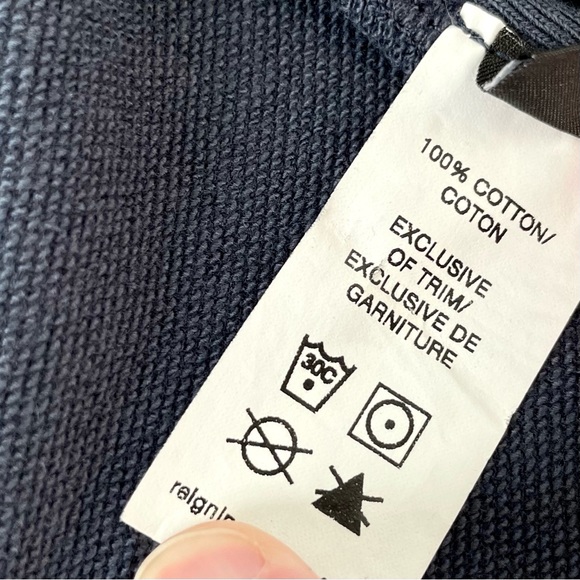 100% COTTON/
COTON
EXCLUSIVE
OF TRIM/
EXCLUSIVE DE
GARNITURE
30C